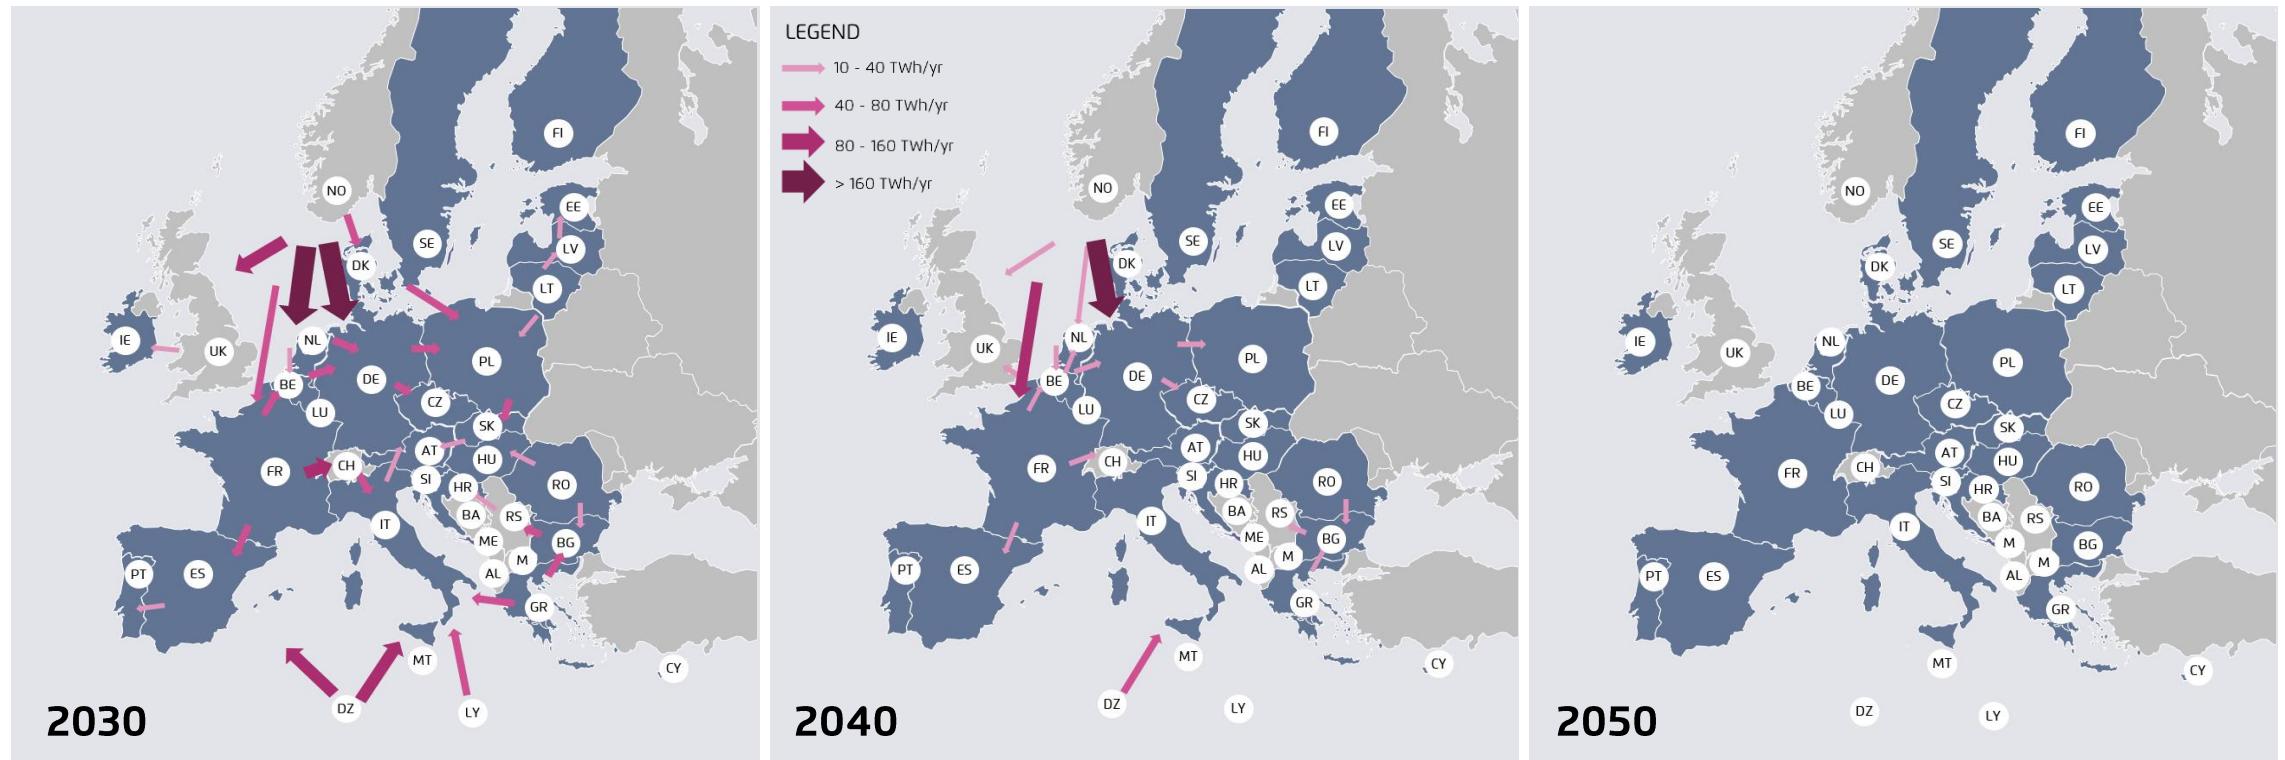 FI
NO
EE
SE
LV
DK
LT
IE
NL
UK
PL
DE
BE
CZ
LU
SK
AT
HU
CH
FR
SI
RO
HR
BA
RS
IT
ME
BG
M
PT
ES
AL
GR
MT
CY
DZ
LY
2030
LEGEND
10 - 40 TWh/yr
40 - 80 TWh/yr
80 - 160 TWh/yr
> 160 TWh/yr
FI
NO
EE
SE
LV
DK
LT
IE
NL
UK
PL
DE
BE
CZ
LU
SK
AT
HU
CH
FR
SI
RO
HR
BA
RS
IT
ME
BG
M
PT
ES
AL
GR
MT
CY
DZ
LY
2040
FI
NO
EE
SE
LV
DK
LT
IE
NL
UK
PL
DE
BE
CZ
LU
SK
AT
HU
CH
FR
SI
RO
HR
BA
RS
IT
M
BG
M
PT
ES
AL
GR
MT
CY
DZ
LY
2050